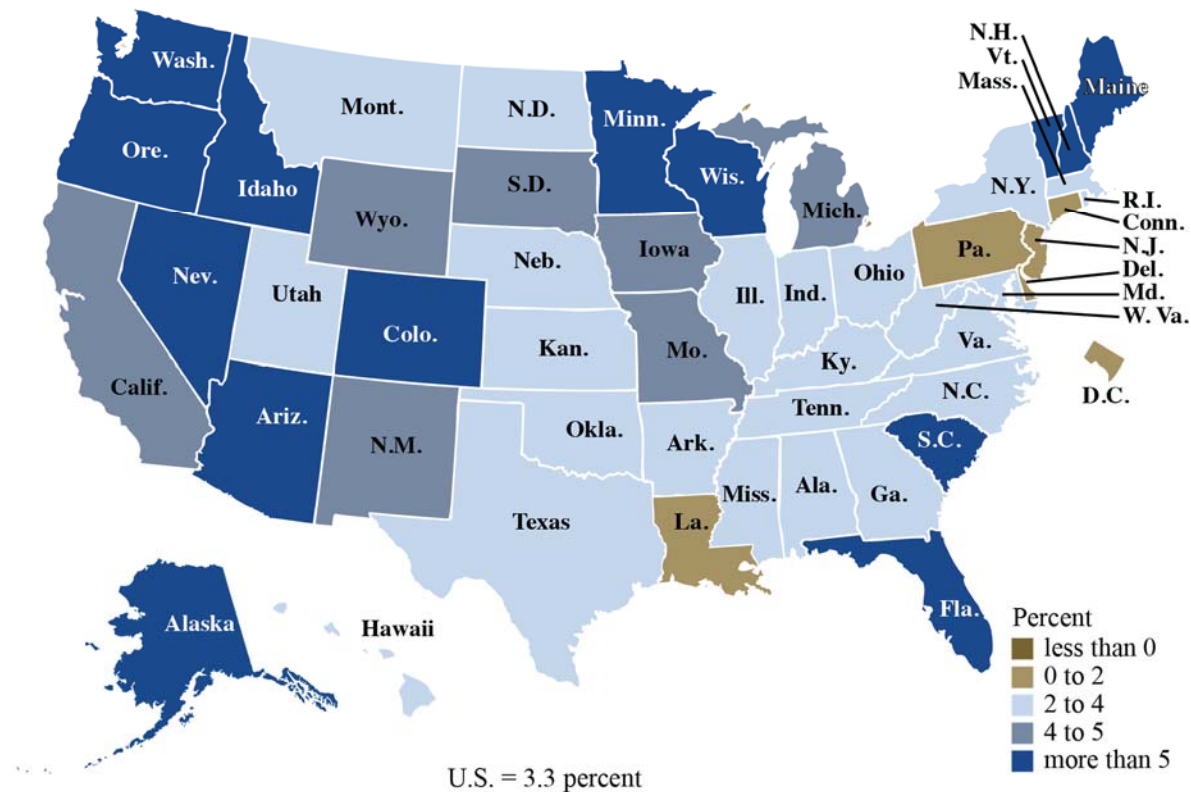 N.H.
Vt.
Mass.
Maine
Wash.
Mont.
N.D.
Minn.
Ore.
Idaho
Wis.
S.D.
N.Y.
Wyo.
Mich.
R.I.
Conn.
N.J.
Del.
Md.
W. Va.
Pa.
Iowa
Neb.
Ohio
Nev.
Utah
Ill.
Ind.
Colo.
Va.
Kan.
Mo.
Ky.
Calif.
D.C.
N.C.
Tenn.
Ariz.
Okla.
N.M.
Ark.
S.C.
Miss.
Ala.
Ga.
Texas
La.
Fla.
Alaska
Hawaii
Percent
less than 0
0 to 2
2 to 4
4 to 5
more than 5
U.S. = 3.3 percent